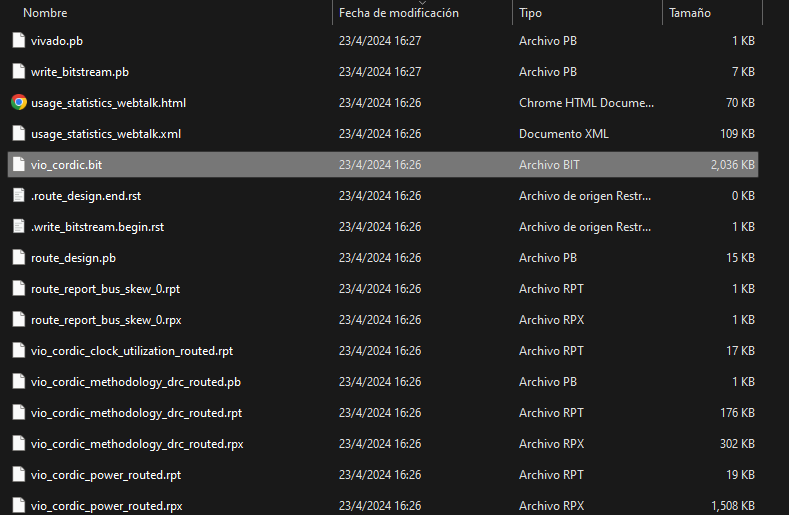 Nombre Fecha de modificación Tipo Tamaño
vivado.pb 23/4/2024 16:27 Archivo PB 1 KB
write_bitstream.pb 23/4/2024 16:27 Archivo PB 7 KB
usage_statistics_webtalk.html 23/4/2024 16:26 Chrome HTML Docume... 70 KB
usage_statistics_webtalk.xml 23/4/2024 16:26 Documento XML 109 KB
vio_cordic.bit 23/4/2024 16:26 Archivo BIT 2,036 KB
.route_design.end.rst 23/4/2024 16:26 Archivo de origen Restr... 0 KB
.write_bitstream.begin.rst 23/4/2024 16:26 Archivo de origen Restr... 1 KB
route_design.pb 23/4/2024 16:26 Archivo PB 15 KB
route_report_bus_skew_0.rpt 23/4/2024 16:26 Archivo RPT 1 KB
route_report_bus_skew_0.rpx 23/4/2024 16:26 Archivo RPX 1 KB
vio_cordic_clock_utilization_routed.rpt 23/4/2024 16:26 Archivo RPT 17 KB
vio_cordic_methodology_drc_routed.pb 23/4/2024 16:26 Archivo PB 1 KB
vio_cordic_methodology_drc_routed.rpt 23/4/2024 16:26 Archivo RPT 176 KB
vio_cordic_methodology_drc_routed.rpx 23/4/2024 16:26 Archivo RPX 302 KB
vio_cordic_power_routed.rpt 23/4/2024 16:26 Archivo RPT 19 KB
vio_cordic_power_routed.rpx 23/4/2024 16:26 Archivo RPX 1,508 KB